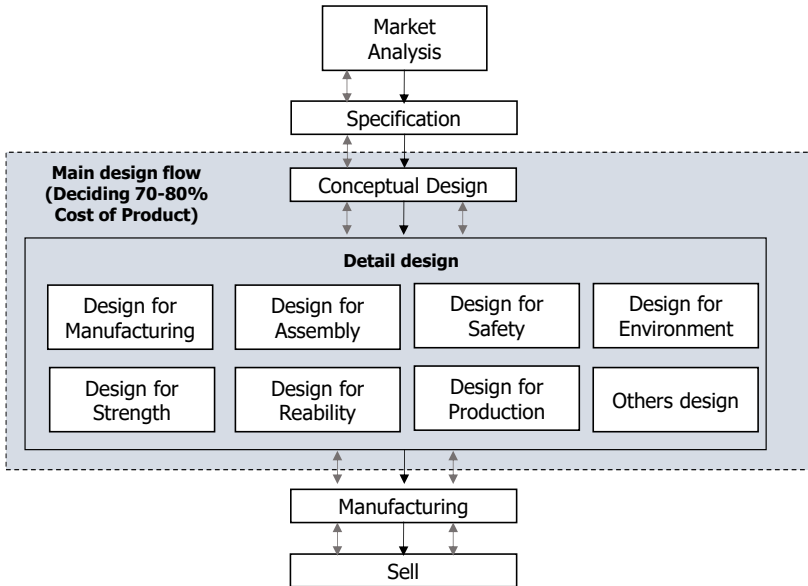 Market
Analysis
Specification
Main design flow
(Deciding 70-80%
Cost of Product)
Conceptual Design
Detail design
Design for
Manufacturing
Design for
Assembly
Design for
Safety
Design for
Environment
Design for
Strength
Design for
Reability
Design for
Production
Others design
Manufacturing
Sell